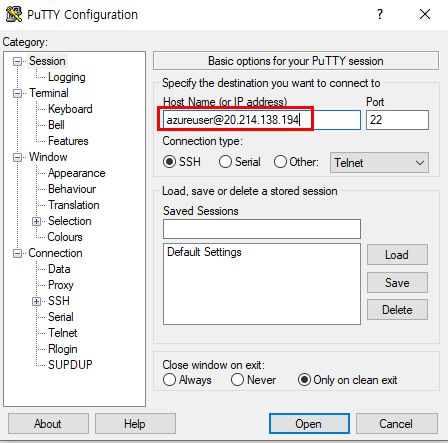 PuTTY Configuration
Category:
Session
Logging
Terminal
Keyboard
Bell
Features
Window
Appearance
Behaviour
Translation
Selection
Colours
Connection
Data
Proxy
SSH
Serial
Telnet
Rlogin
SUPDUP
Basic options for your PuTTY session
Specify the destination you want to connect to
Host Name (or IP address) Port
azureuser@20.214.138.194 22
Connection type:
SSH Serial Other: Telnet
Load, save or delete a stored session
Saved Sessions
Default Settings
Load
Save
Delete
Close window on exit:
Always Never Only on clean exit
About Help Open Cancel